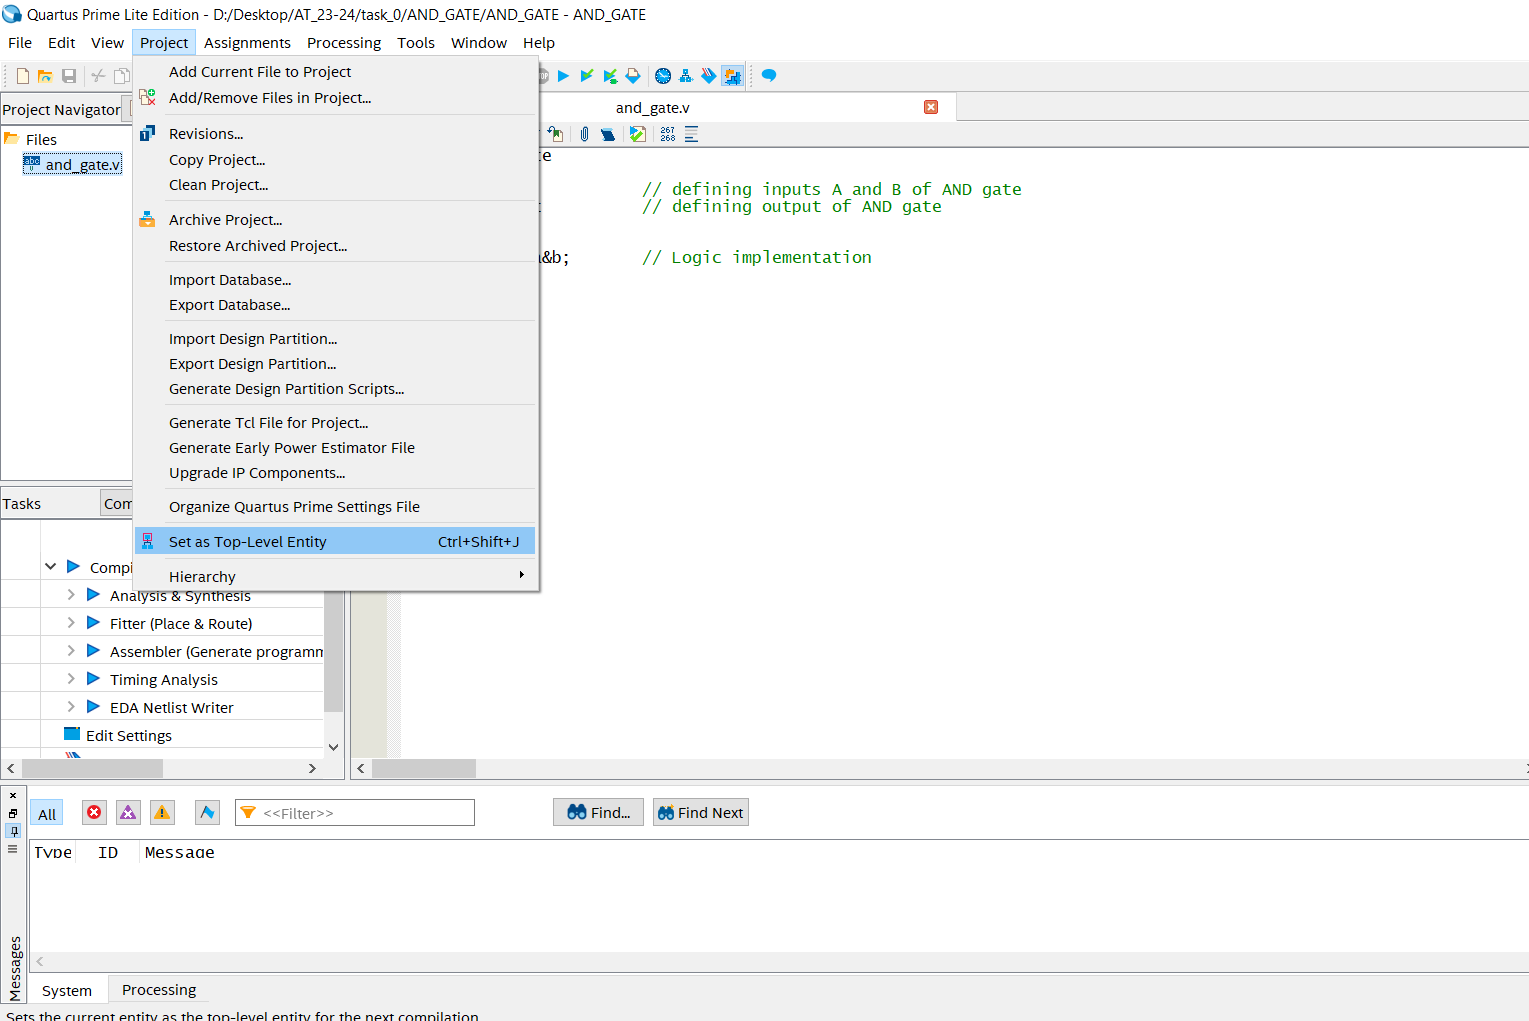 Quartus Prime Lite Edition - D:/Desktop/AT_23-24/task_0/AND_GATE/AND_GATE - AND_GATE
File Edit View Project Assignments Processing Tools Window Help
Add Current File to Project
Add/Remove Files in Project...
Revisions...
Copy Project...
Clean Project...
Archive Project...
Restore Archived Project...
Import Database...
Export Database...
Import Design Partition...
Export Design Partition...
Generate Design Partition Scripts...
Generate Tcl File for Project...
Generate Early Power Estimator File
Upgrade IP Components...
Organize Quartus Prime Settings File
Set as Top-Level Entity Ctrl+Shift+J
Hierarchy
Project Navigator
Files
and_gate.v
and_gate.v
267
268
// defining inputs A and B of AND gate
// defining output of AND gate
&b; // Logic implementation
Tasks
Analysis & Synthesis
Fitter (Place & Route)
Assembler (Generate programm
Timing Analysis
EDA Netlist Writer
Edit Settings
All <<Filter>> Find... Find Next
Type ID Message
Messages
System Processing
Sets the current entity as the top-level entity for the next compilation